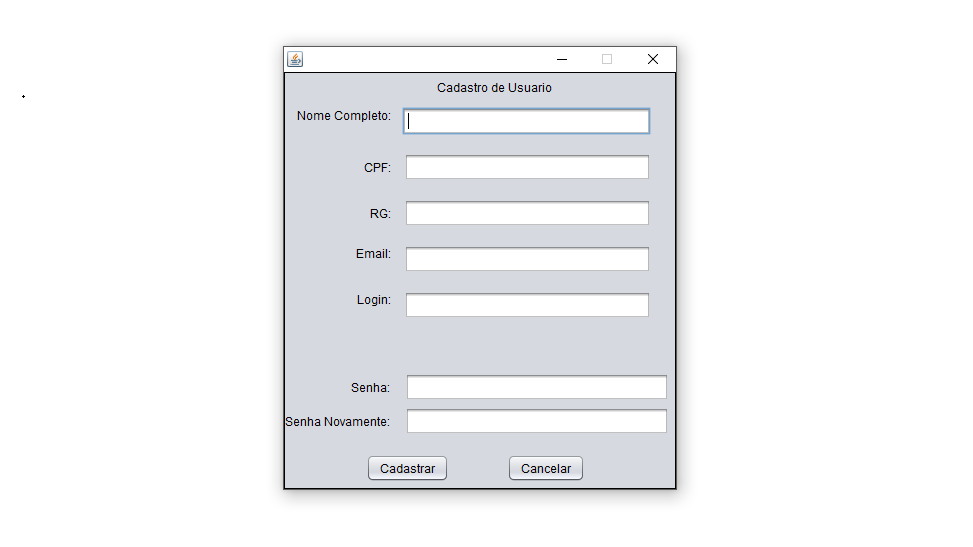 Cadastro de Usuario
Nome Completo:
CPF:
RG:
Email:
Login:
Senha:
Senha Novamente:
Cadastrar Cancelar